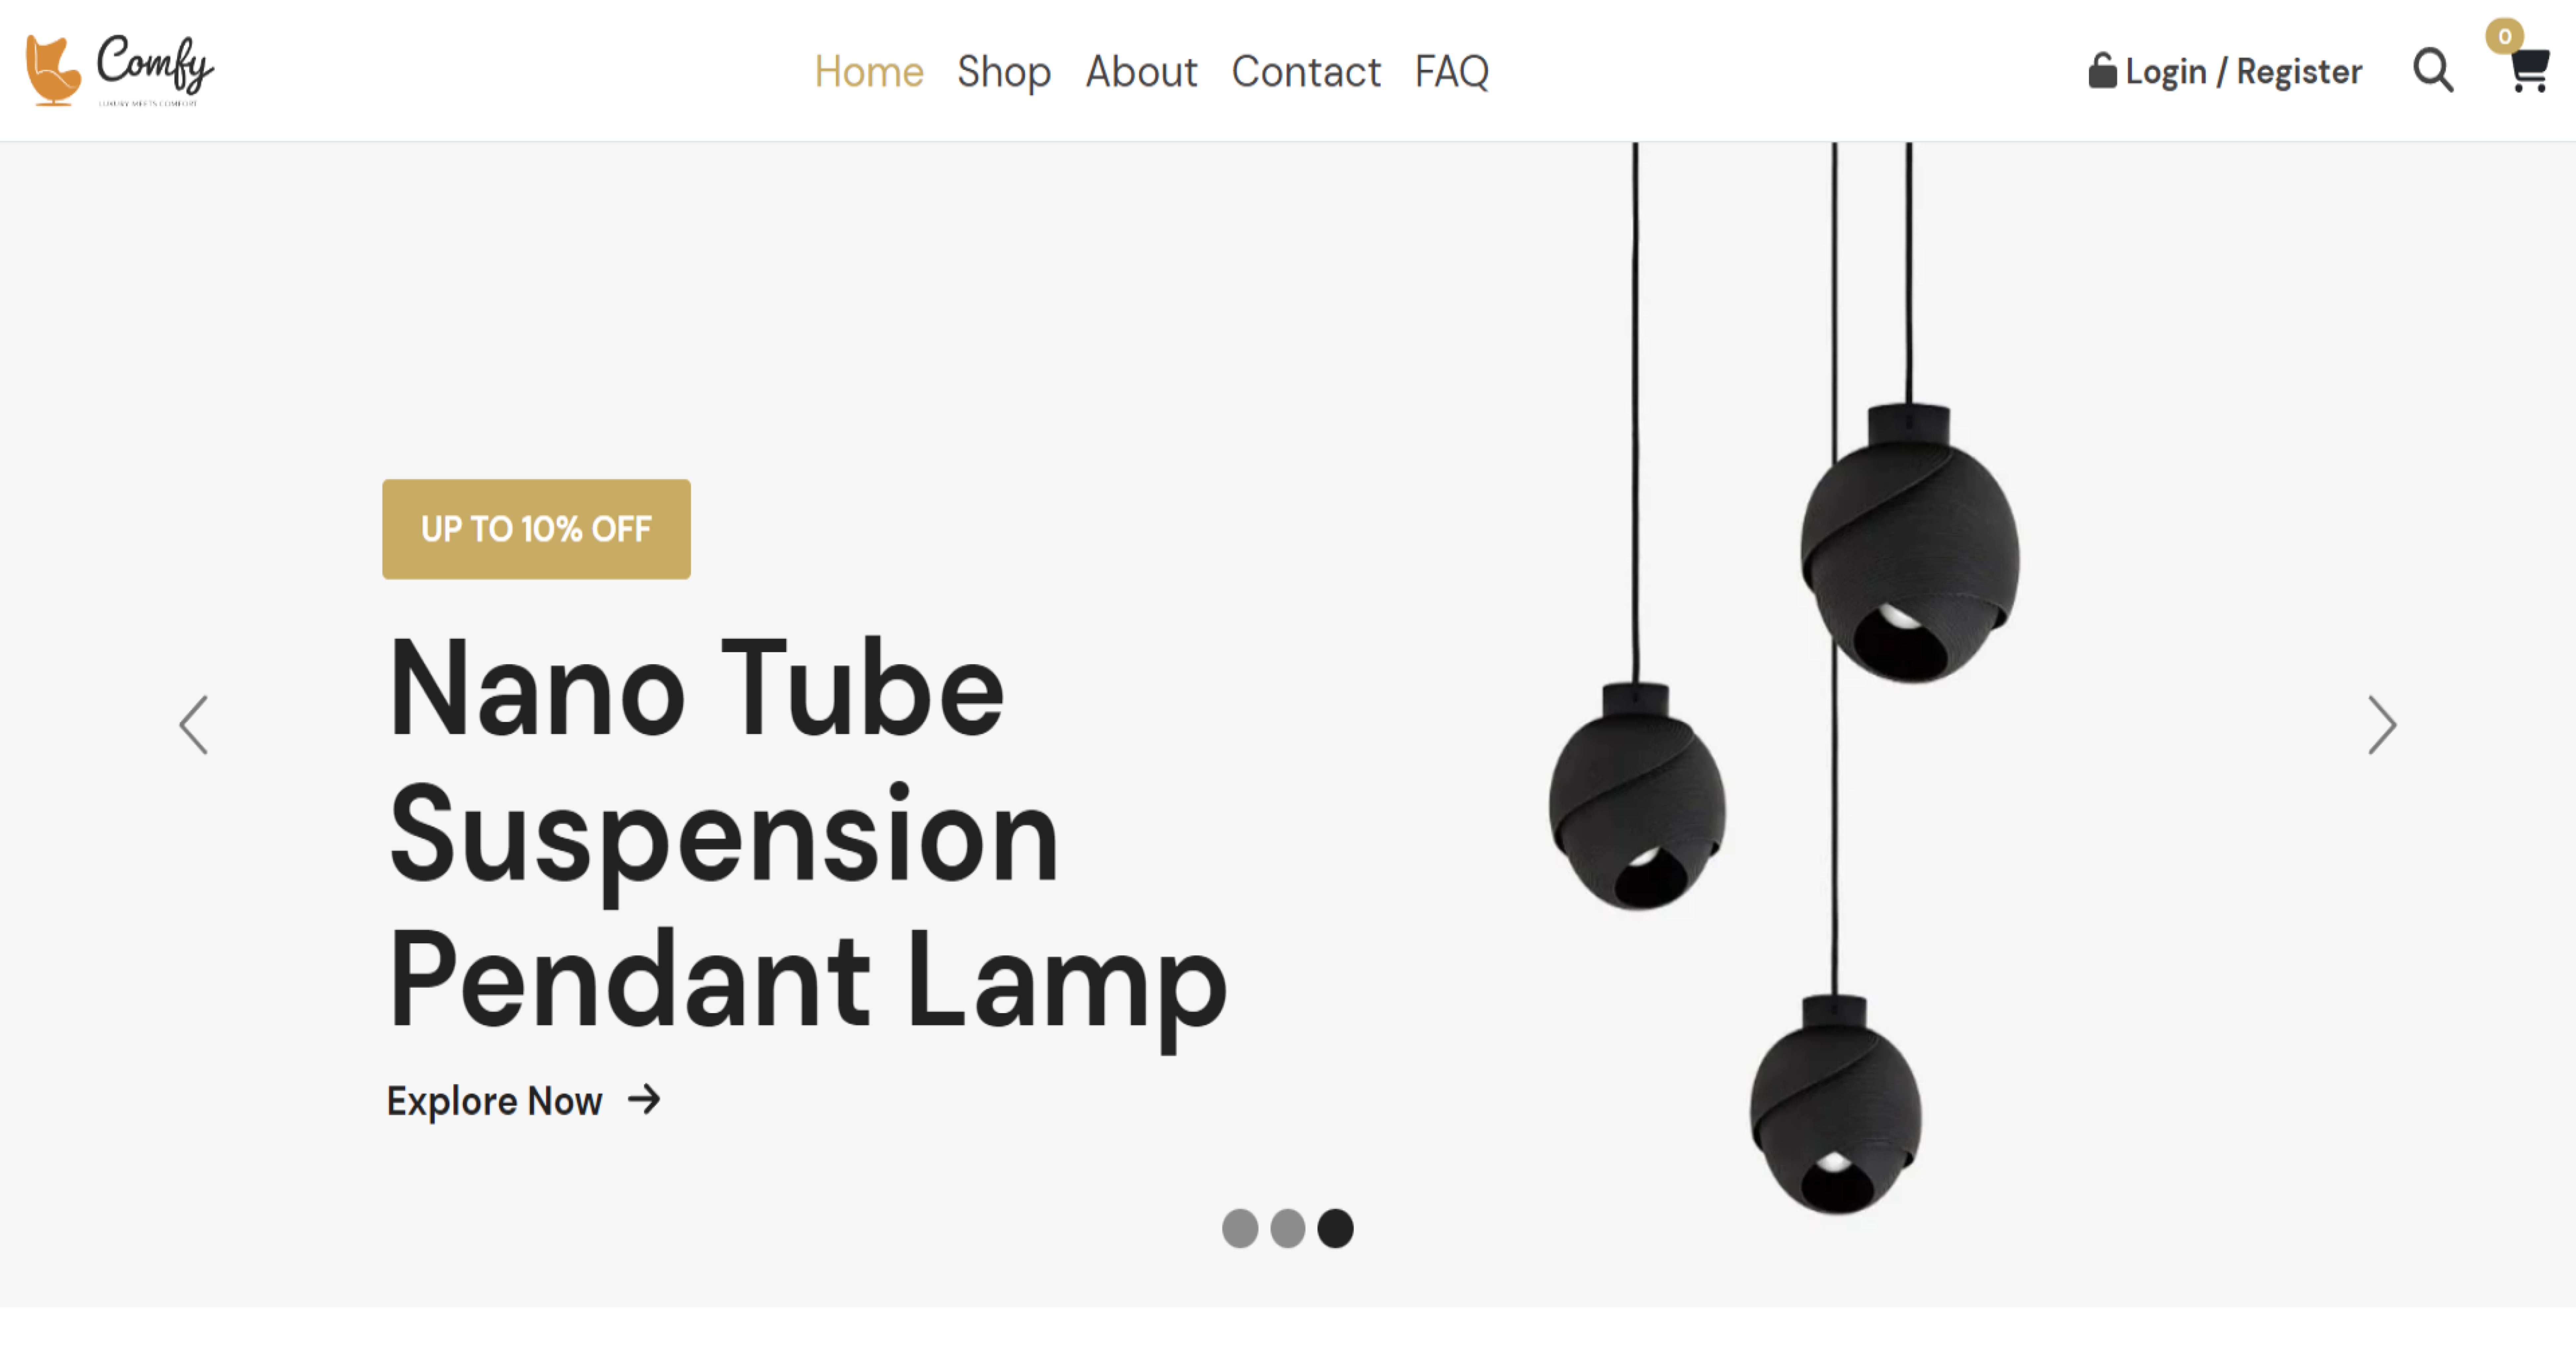 Comfy
LUXURY MEETS COMFORT
Home Shop About Contact FAQ
Login / Register
0
UP TO 10% OFF
Nano Tube
Suspension
Pendant Lamp
Explore Now